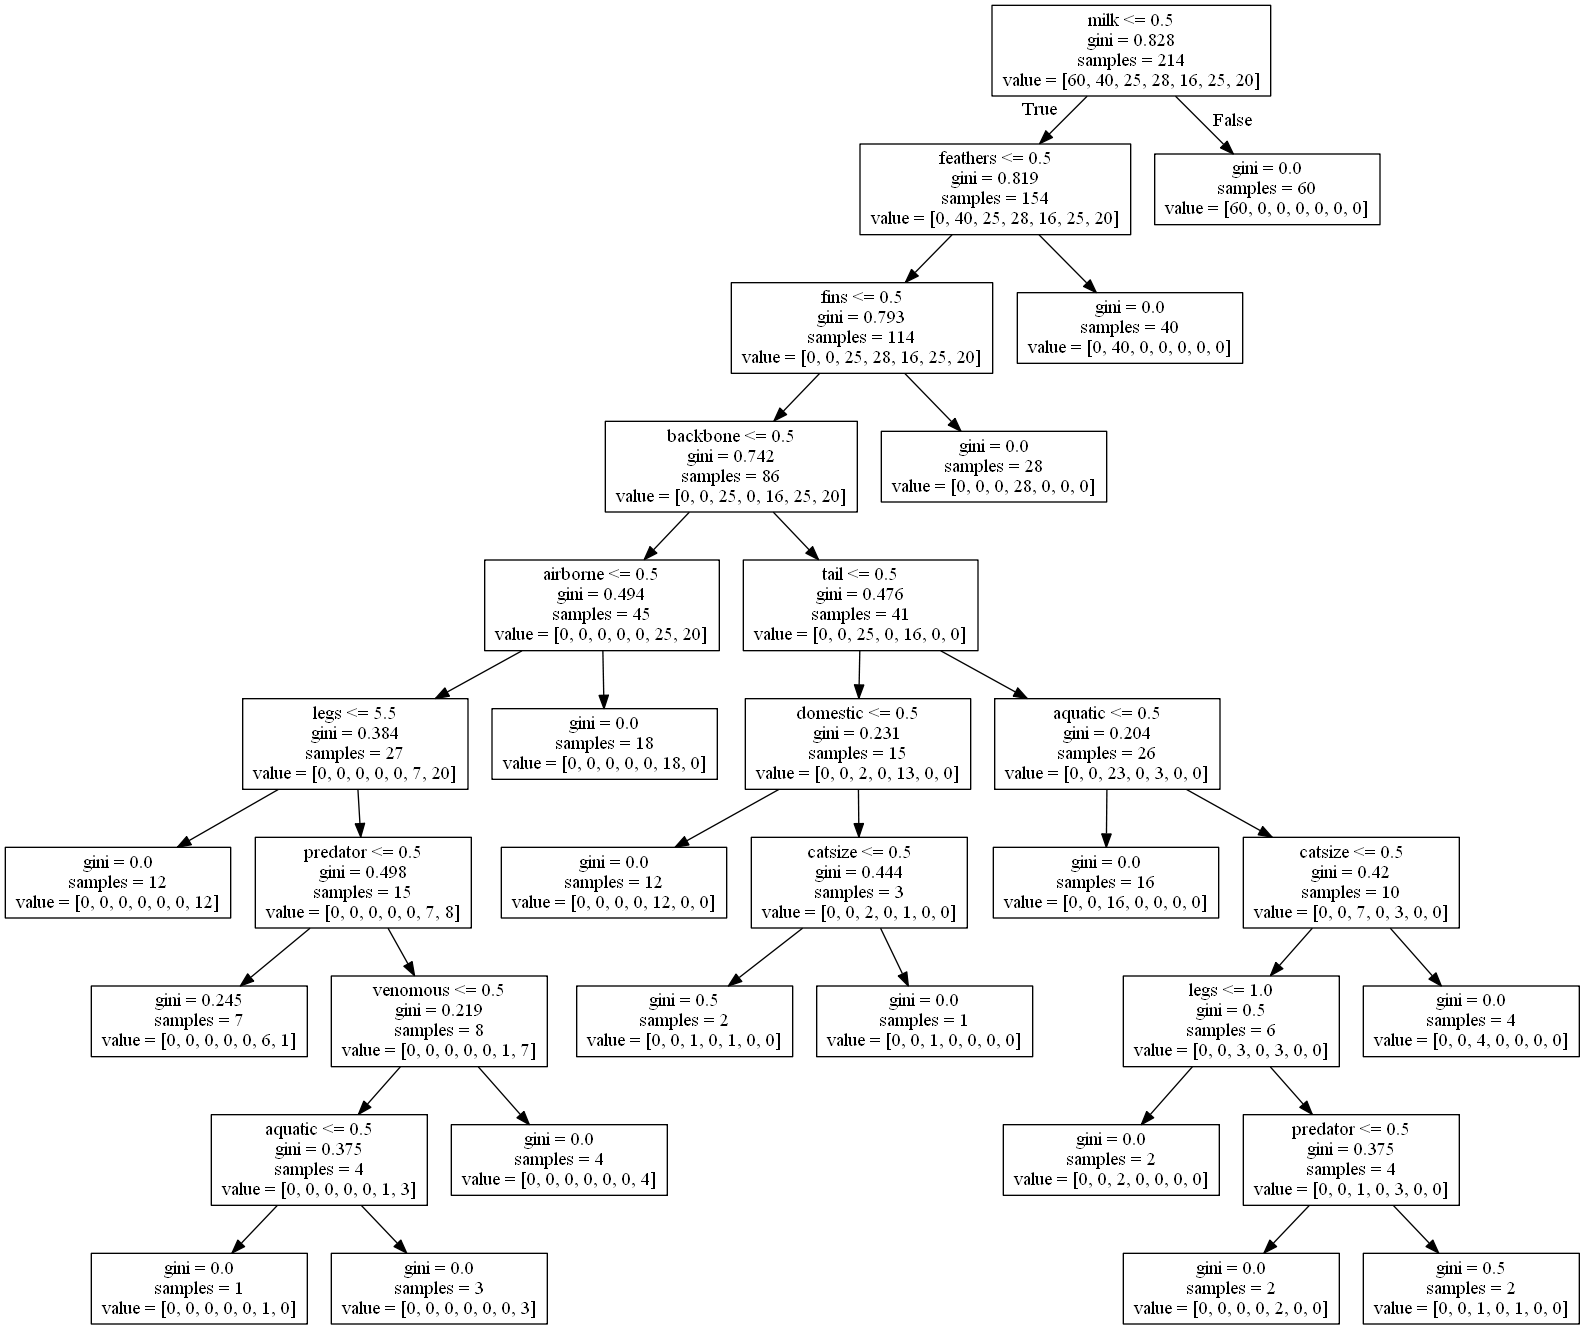 milk <= 0.5
gini = 0.828
samples = 214
value = [60, 40, 25, 28, 16, 25, 20]
True
False
feathers <= 0.5
gini = 0.819
samples = 154
value = [0, 40, 25, 28, 16, 25, 20]
gini = 0.0
samples = 60
value = [60, 0, 0, 0, 0, 0, 0]
fins <= 0.5
gini = 0.793
samples = 114
value = [0, 0, 25, 28, 16, 25, 20]
gini = 0.0
samples = 40
value = [0, 40, 0, 0, 0, 0, 0]
backbone <= 0.5
gini = 0.742
samples = 86
value = [0, 0, 25, 0, 16, 25, 20]
gini = 0.0
samples = 28
value = [0, 0, 0, 28, 0, 0, 0]
airborne <= 0.5
gini = 0.494
samples = 45
value = [0, 0, 0, 0, 0, 25, 20]
tail <= 0.5
gini = 0.476
samples = 41
value = [0, 0, 25, 0, 16, 0, 0]
legs <= 5.5
gini = 0.384
samples = 27
value = [0, 0, 0, 0, 0, 7, 20]
gini = 0.0
samples = 18
value = [0, 0, 0, 0, 0, 18, 0]
domestic <= 0.5
gini = 0.231
samples = 15
value = [0, 0, 2, 0, 13, 0, 0]
aquatic <= 0.5
gini = 0.204
samples = 26
value = [0, 0, 23, 0, 3, 0, 0]
gini = 0.0
samples = 12
value = [0, 0, 0, 0, 0, 0, 12]
predator <= 0.5
gini = 0.498
samples = 15
value = [0, 0, 0, 0, 0, 7, 8]
gini = 0.0
samples = 12
value = [0, 0, 0, 0, 12, 0, 0]
catsize <= 0.5
gini = 0.444
samples = 3
value = [0, 0, 2, 0, 1, 0, 0]
gini = 0.0
samples = 16
value = [0, 0, 16, 0, 0, 0, 0]
catsize <= 0.5
gini = 0.42
samples = 10
value = [0, 0, 7, 0, 3, 0, 0]
gini = 0.245
samples = 7
value = [0, 0, 0, 0, 0, 6, 1]
venomous <= 0.5
gini = 0.219
samples = 8
value = [0, 0, 0, 0, 0, 1, 7]
gini = 0.5
samples = 2
value = [0, 0, 1, 0, 1, 0, 0]
gini = 0.0
samples = 1
value = [0, 0, 1, 0, 0, 0, 0]
legs <= 1.0
gini = 0.5
samples = 6
value = [0, 0, 3, 0, 3, 0, 0]
gini = 0.0
samples = 4
value = [0, 0, 4, 0, 0, 0, 0]
aquatic <= 0.5
gini = 0.375
samples = 4
value = [0, 0, 0, 0, 0, 1, 3]
gini = 0.0
samples = 4
value = [0, 0, 0, 0, 0, 0, 4]
gini = 0.0
samples = 2
value = [0, 0, 2, 0, 0, 0, 0]
predator <= 0.5
gini = 0.375
samples = 4
value = [0, 0, 1, 0, 3, 0, 0]
gini = 0.0
samples = 1
value = [0, 0, 0, 0, 0, 1, 0]
gini = 0.0
samples = 3
value = [0, 0, 0, 0, 0, 0, 3]
gini = 0.0
samples = 2
value = [0, 0, 0, 0, 2, 0, 0]
gini = 0.5
samples = 2
value = [0, 0, 1, 0, 1, 0, 0]